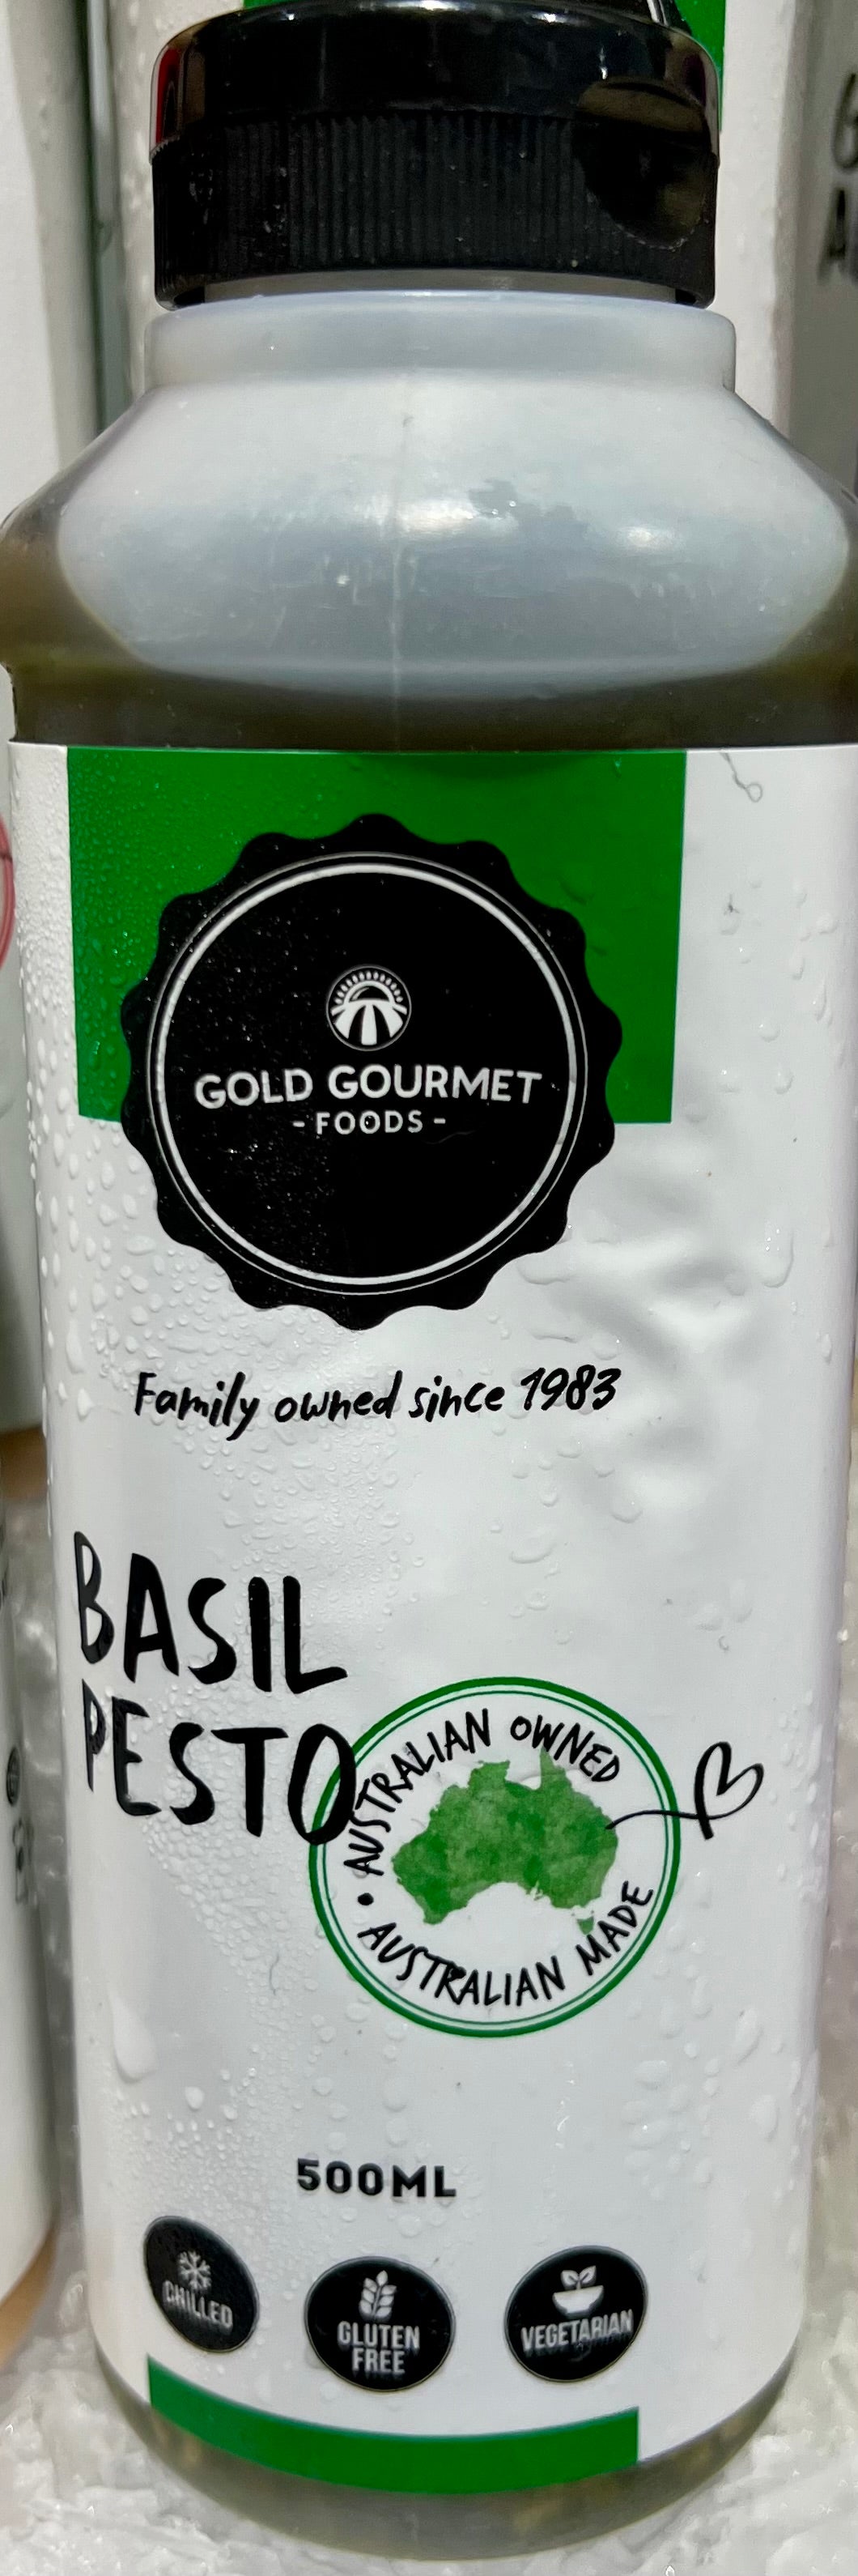 GOLD GOURMET
- FOODS -
Family owned since 1983
BASIL
PESTO
• AUSTRALIAN OWNED
AUSTRALIAN MADE
500ML
CHILLED
GLUTEN
FREE
VEGETARIAN